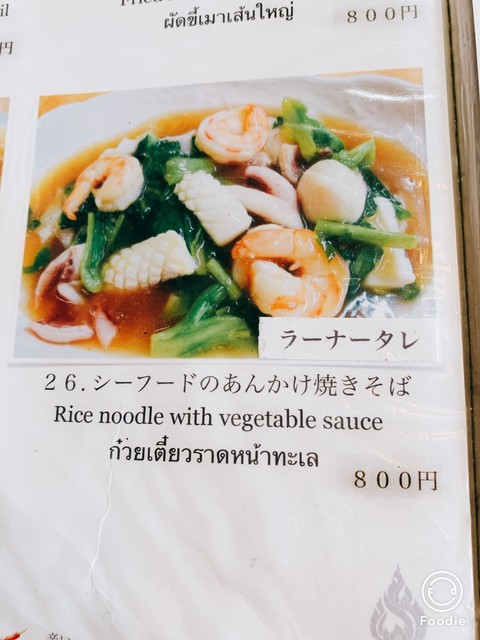 ผัดขี้เมาเส้นใหญ่
800円
円
ラーナータレ
26.シーフードのあんかけ焼きそば
Rice noodle with vegetable sauce
ก๋วยเตี๋ยวราดหน้าทะเล
800円
Foodie